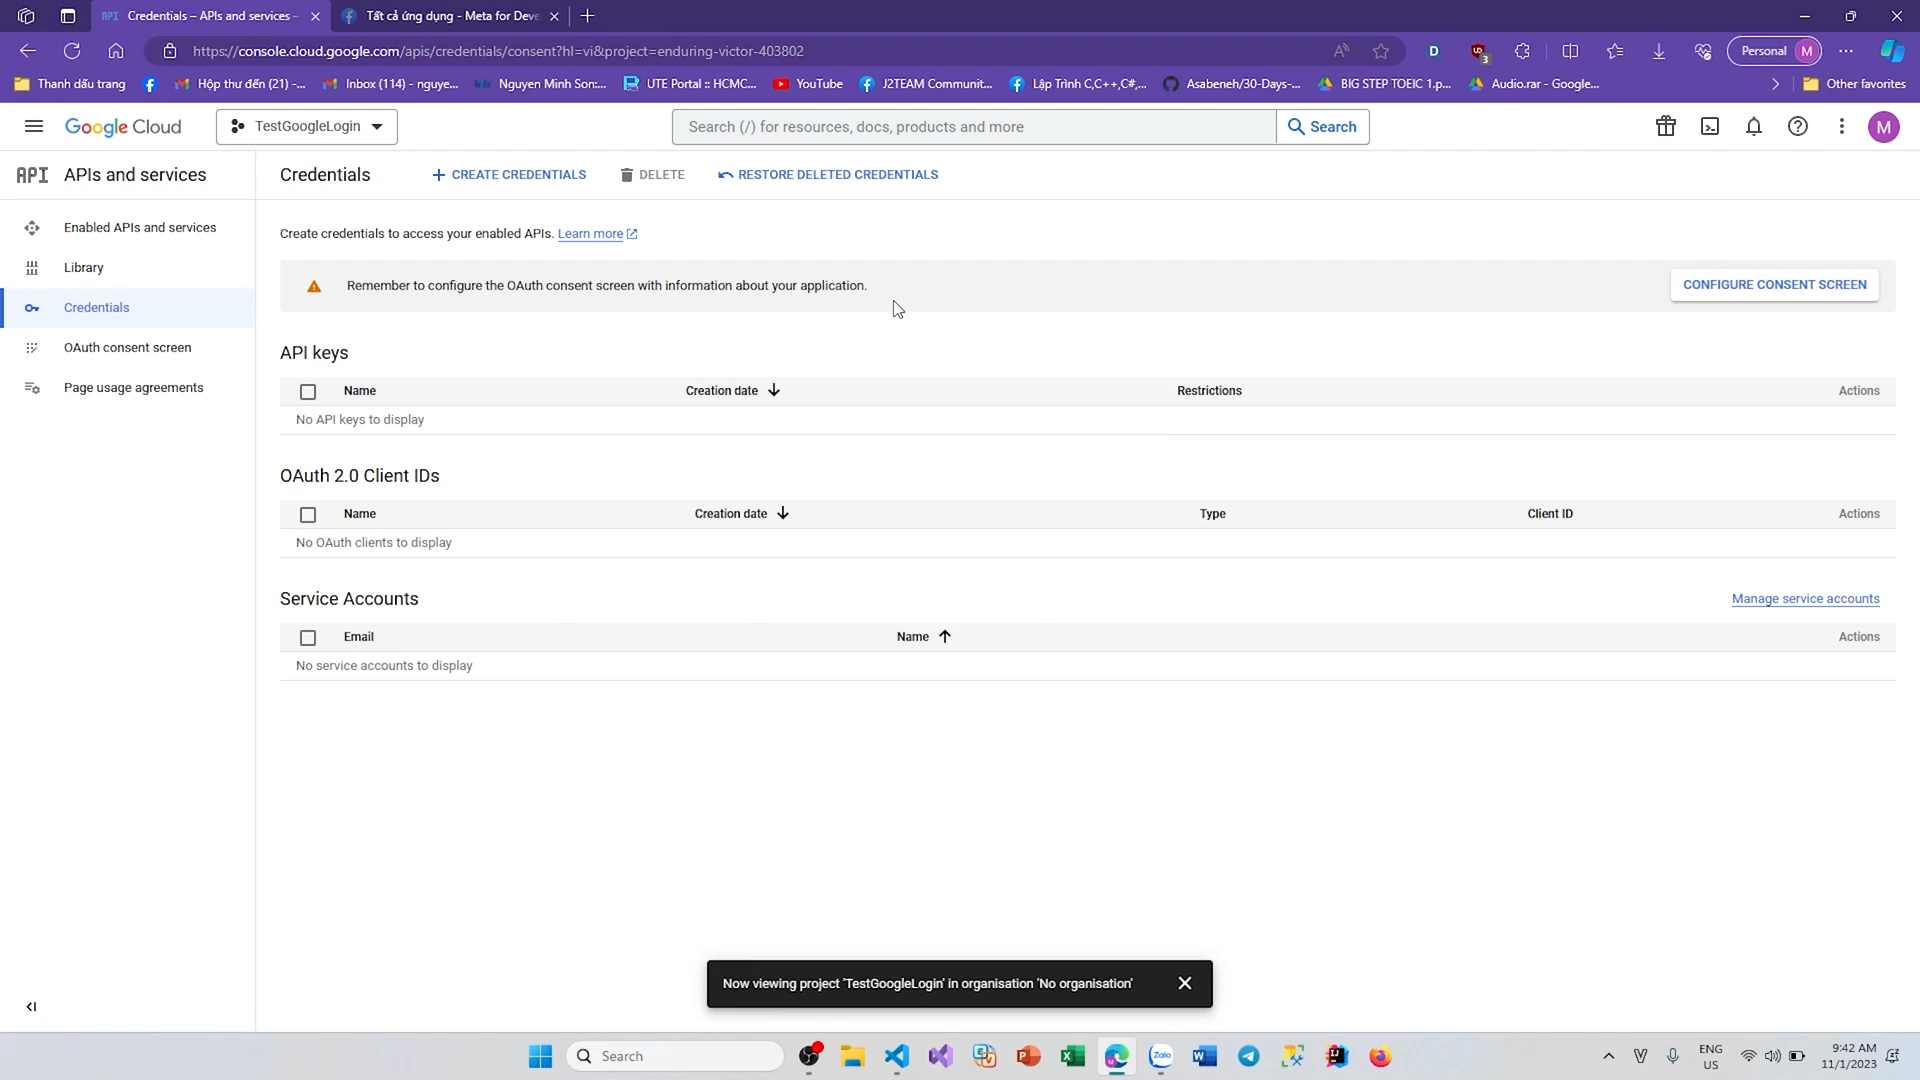 Credentials – APIs and services –
Tất cả ứng dụng - Meta for Deve
https://console.cloud.google.com/apis/credentials/consent?hl=vi&project=enduring-victor-403802
D
3
Personal
M
Thanh dấu trang
Hộp thư đến (21) -...
Inbox (114) - nguye...
Nguyen Minh Son:...
UTE Portal :: HCMC...
YouTube
J2TEAM Communit...
Lập Trình C,C++,C#,...
Asabeneh/30-Days-...
BIG STEP TOEIC 1.p...
Audio.rar - Google...
Other favorites
Google Cloud
TestGoogleLogin
Search (/) for resources, docs, products and more
Search
M
API
APIs and services
Credentials
CREATE CREDENTIALS
DELETE
RESTORE DELETED CREDENTIALS
Enabled APIs and services
Library
Credentials
OAuth consent screen
Page usage agreements
Create credentials to access your enabled APIs. Learn more
Remember to configure the OAuth consent screen with information about your application.
CONFIGURE CONSENT SCREEN
API keys
Name Creation date Restrictions Actions
No API keys to display
OAuth 2.0 Client IDs
Name Creation date Type Client ID Actions
No OAuth clients to display
Service Accounts
Manage service accounts
Email Name Actions
No service accounts to display
Now viewing project 'TestGoogleLogin' in organisation 'No organisation'
Search
Zalo
ENG
US
9:42 AM
11/1/2023